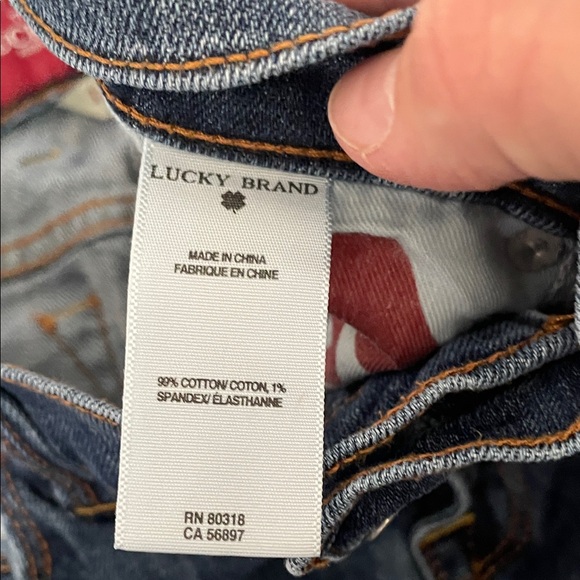 LUCKY BRAND
MADE IN CHINA
FABRIQUE EN CHINE
99% COTTON/ COTON, 1%
SPANDEX/ ÉLASTHANNE
RN 80318
CA 56897